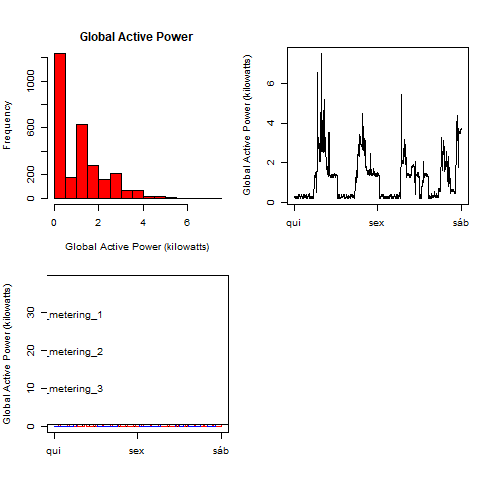 Global Active Power
Frequency
200
600
1000
0
2
4
6
Global Active Power (kilowatts)
Global Active Power (kilowatts)
0
2
4
6
qui
sex
sáb
Global Active Power (kilowatts)
0
10
20
30
_metering_1
_metering_2
_metering_3
qui
sex
sáb